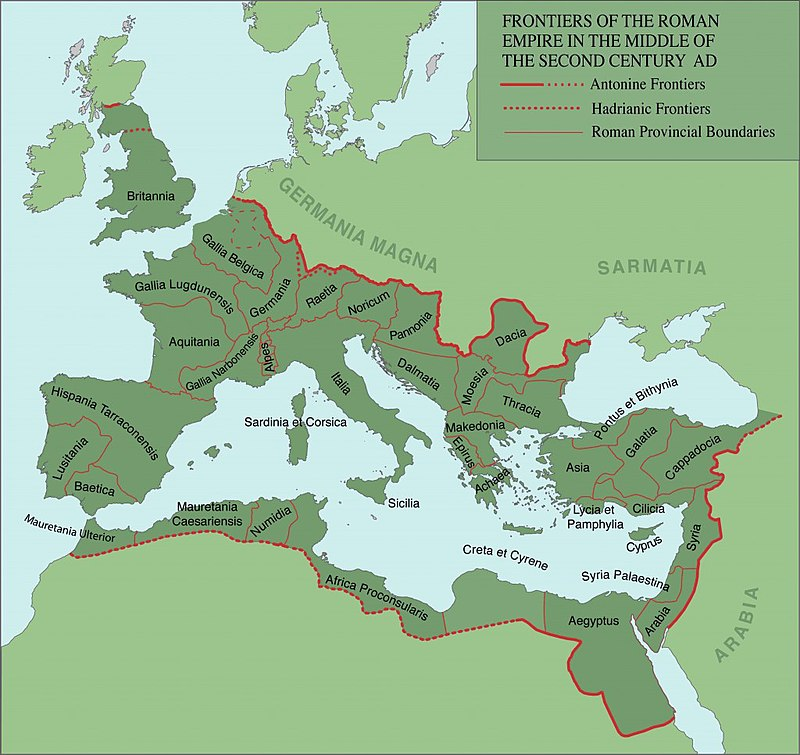 FRONTIERS OF THE ROMAN
EMPIRE IN THE MIDDLE OF
THE SECOND CENTURY AD
Antonine Frontiers
Hadrianic Frontiers
Roman Provincial Boundaries
Britannia
GERMANIA MAGNA
SARMATIA
Gallia Belgica
Gallia Lugdunensis
Germania
Raetia
Noricum
Pannonia
Dacia
Aquitania
Gallia Narbonensis
Alpes
Italia
Dalmatia
Moesia
Thracia
Pontus et Bithynia
Hispania Tarraconensis
Sardinia et Corsica
Makedonia
Epirus
Achaea
Asia
Galatia
Cappadocia
Lusitania
Baetica
Sicilia
Lycia et
Pamphylia
Cilicia
Cyprus
Syria
Mauretania Ulterior
Mauretania
Caesariensis
Numidia
Creta et Cyrene
Syria Palaestina
Africa Proconsularis
Aegyptus
Arabia
ARABIA